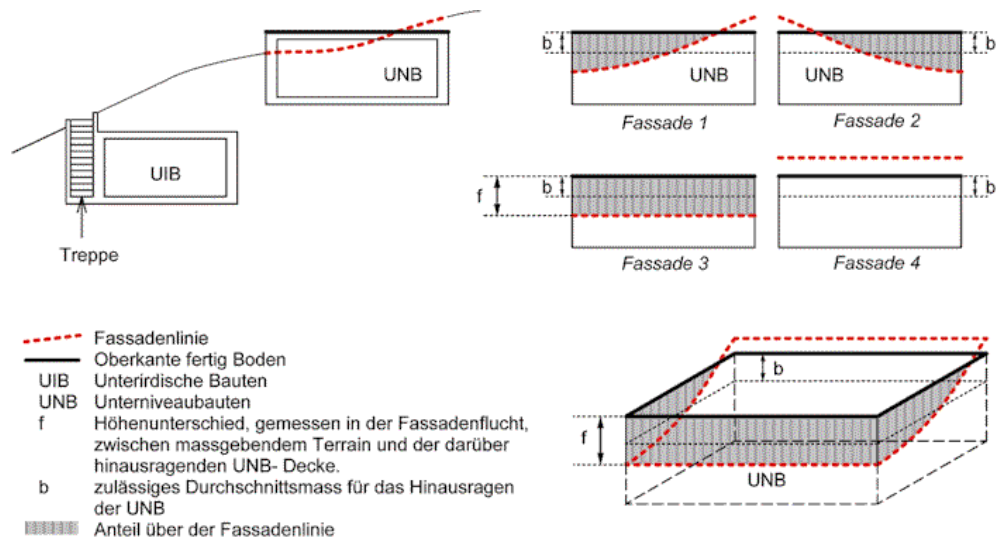 UNB
UIB
Treppe
b
UNB
Fassade 1
b
UNB
Fassade 2
f
b
Fassade 3
b
Fassade 4
Fassadenlinie
Oberkante fertig Boden
UIB Unterirdische Bauten
UNB Unterniveaubauten
f Höhenunterschied, gemessen in der Fassadenflucht,
zwischen massgebendem Terrain und der darüber
hinausragenden UNB- Decke.
b zulässiges Durchschnittsmass für das Hinausragen
der UNB
Anteil über der Fassadenlinie
b
f
UNB